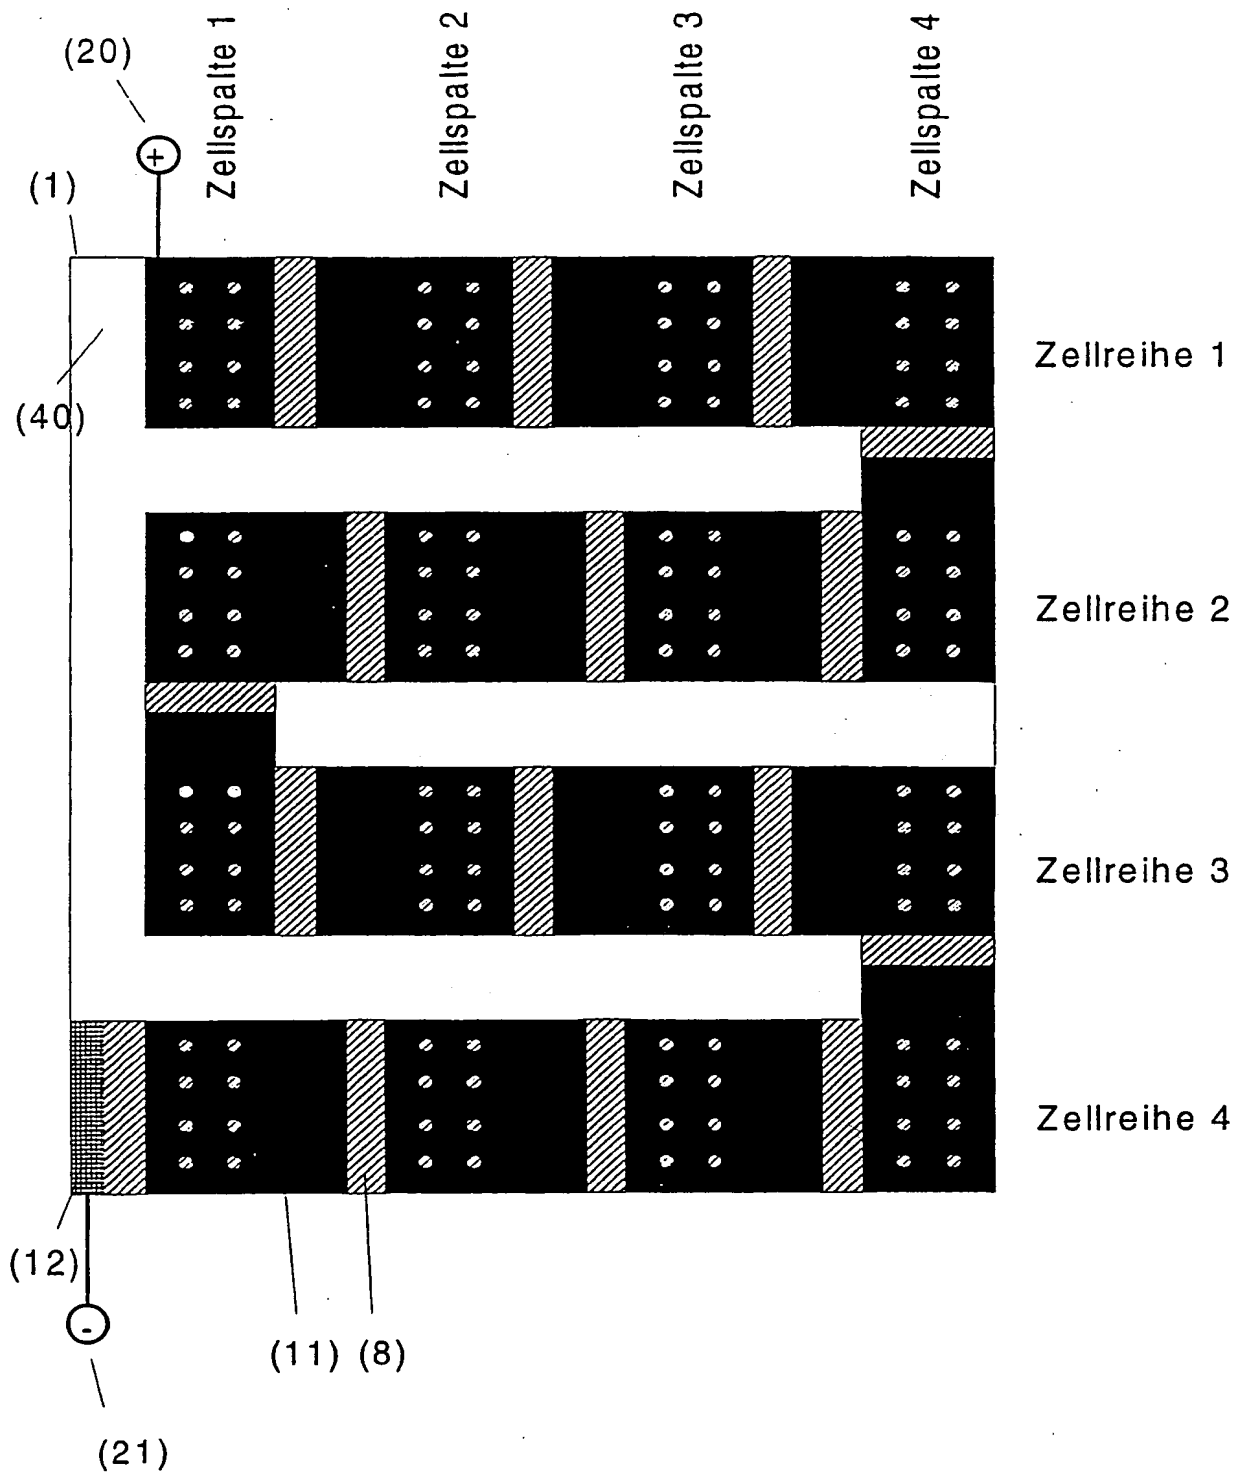 (20)
Zellspalte 1
Zellspalte 2
Zellspalte 3
Zellspalte 4
+
(1)
Zellreihe 1
(40)
Zellreihe 2
Zellreihe 3
Zellreihe 4
(12)
-
(11) (8)
(21)